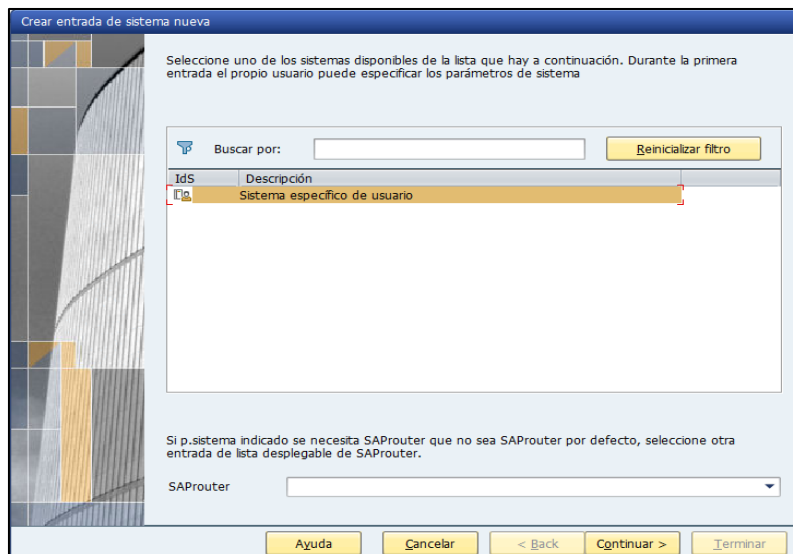 Crear entrada de sistema nueva
Seleccione uno de los sistemas disponibles de la lista que hay a continuación. Durante la primera
entrada el propio usuario puede especificar los parámetros de sistema
Buscar por:
Reinicializar filtro
IdS Descripción
Sistema específico de usuario
Si p.sistema indicado se necesita SAProuter que no sea SAProuter por defecto, seleccione otra
entrada de lista desplegable de SAProuter.
SAProuter
Ayuda Cancelar < Back Continuar > Terminar